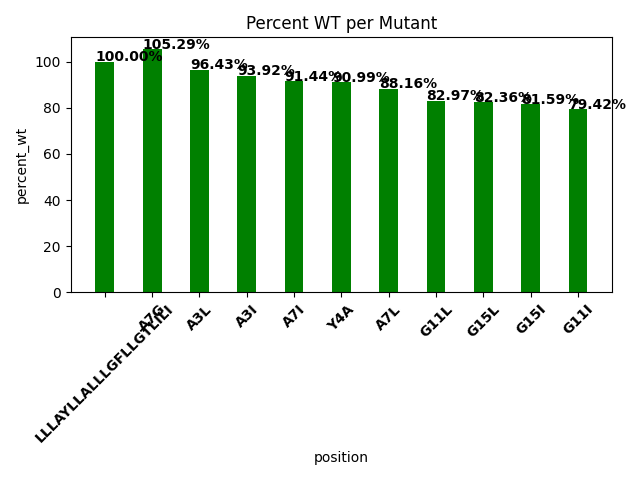 Percent WT per Mutant
105.29%
100.00%
96.43%
93.92%
91.44%
90.99%
88.16%
82.97%
82.36%
81.59%
79.42%
percent_wt
100
80
60
40
20
0
LLLAYLLALLLGFLLGTLILI
A7G
A3L
A3I
A7I
Y4A
A7L
G11L
G15L
G15I
G11I
position